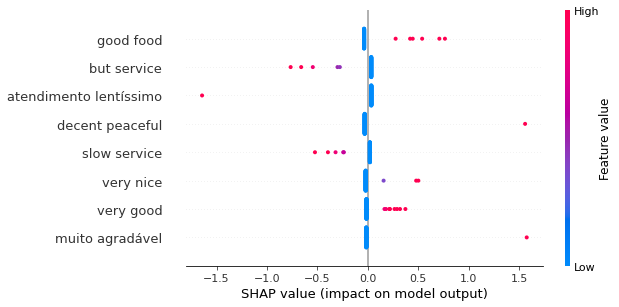 High
good food
but service
atendimento lentíssimo
decent peaceful
slow service
very nice
very good
muito agradável
Feature value
Low
−1.5 −1.0 −0.5 0.0 0.5 1.0 1.5
SHAP value (impact on model output)